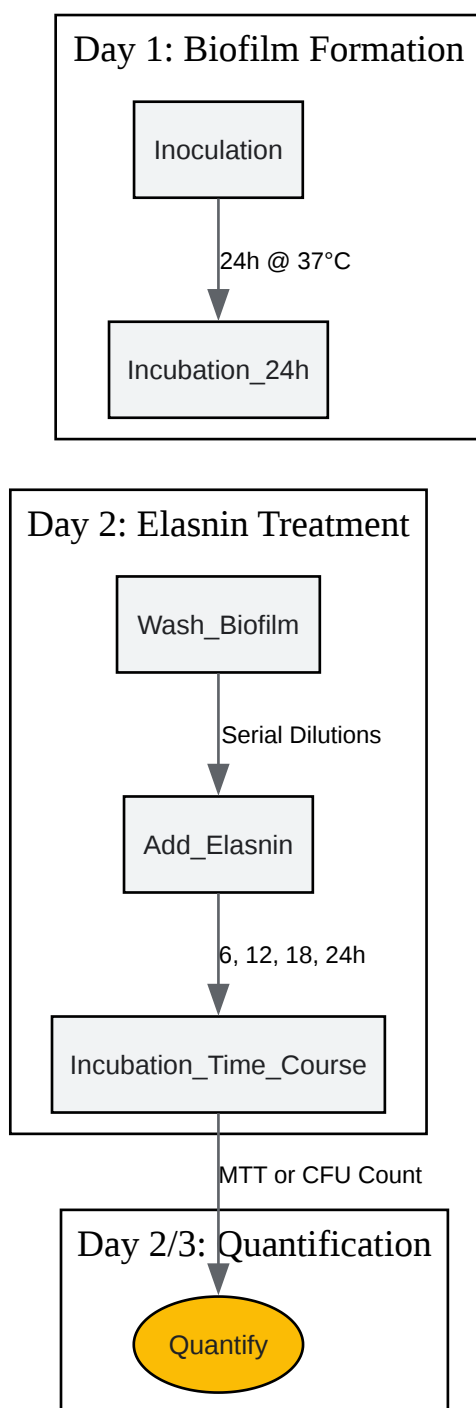 Day 1: Biofilm Formation
Inoculation
24h @ 37°C
Incubation_24h
Day 2: Elasnin Treatment
Wash_Biofilm
Serial Dilutions
Add_Elasnin
6, 12, 18, 24h
Incubation_Time_Course
MTT or CFU Count
Day 2/3: Quantification
Quantify